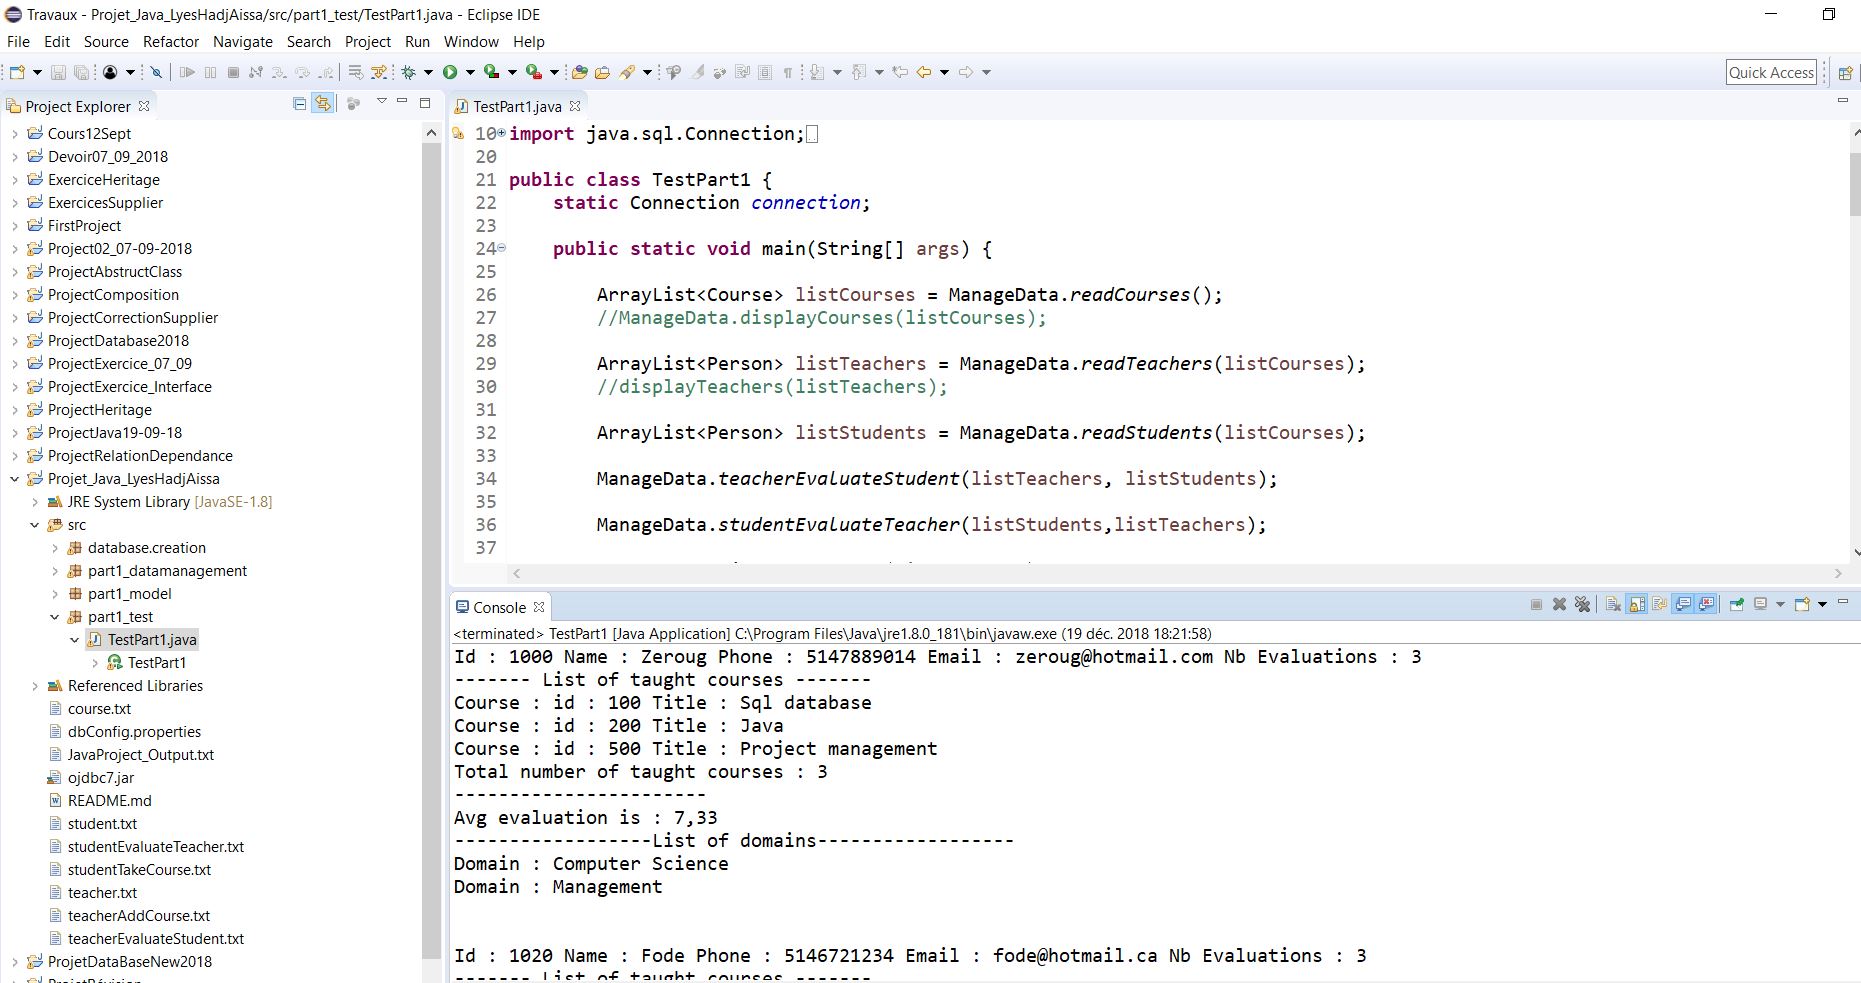 Travaux - Projet_Java_LyesHadjAissa/src/part1_test/TestPart1.java - Eclipse IDE
File Edit Source Refactor Navigate Search Project Run Window Help
Quick Access
Project Explorer
Cours12Sept
Devoir07_09_2018
ExerciceHeritage
ExercicesSupplier
FirstProject
Project02_07-09-2018
ProjectAbstructClass
ProjectComposition
ProjectCorrectionSupplier
ProjectDatabase2018
ProjectExercice_07_09
ProjectExercice_Interface
ProjectHeritage
ProjectJava19-09-18
ProjectRelationDependance
Projet_Java_LyesHadjAissa
JRE System Library [JavaSE-1.8]
src
database.creation
part1_datamanagement
part1_model
part1_test
TestPart1.java
TestPart1
Referenced Libraries
course.txt
dbConfig.properties
JavaProject_Output.txt
ojdbc7.jar
README.md
student.txt
studentEvaluateTeacher.txt
studentTakeCourse.txt
teacher.txt
teacherAddCourse.txt
teacherEvaluateStudent.txt
ProjetDataBaseNew2018
ProjetRévision
TestPart1.java
10 import java.sql.Connection;
20
21 public class TestPart1 {
22 static Connection connection;
23
24 public static void main(String[] args) {
25
26 ArrayList<Course> listCourses = ManageData.readCourses();
27 //ManageData.displayCourses(listCourses);
28
29 ArrayList<Person> listTeachers = ManageData.readTeachers(listCourses);
30 //displayTeachers(listTeachers);
31
32 ArrayList<Person> listStudents = ManageData.readStudents(listCourses);
33
34 ManageData.teacherEvaluateStudent(listTeachers, listStudents);
35
36 ManageData.studentEvaluateTeacher(listStudents,listTeachers);
37
Console
<terminated> TestPart1 [Java Application] C:\Program Files\Java\jre1.8.0_181\bin\javaw.exe (19 déc. 2018 18:21:58)
Id : 1000 Name : Zeroug Phone : 5147889014 Email : zeroug@hotmail.com Nb Evaluations : 3
------- List of taught courses -------
Course : id : 100 Title : Sql database
Course : id : 200 Title : Java
Course : id : 500 Title : Project management
Total number of taught courses : 3
-----------------------
Avg evaluation is : 7,33
------------------List of domains------------------
Domain : Computer Science
Domain : Management
Id : 1020 Name : Fode Phone : 5146721234 Email : fode@hotmail.ca Nb Evaluations : 3
------- List of taught courses -------